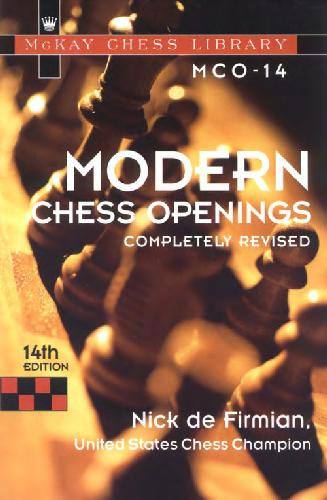 McKAY CHESS LIBRARY
MCO-14
MODERN
CHESS OPENINGS
COMPLETELY REVISED
14th
EDITION
Nick de Firmian,
United States Chess Champion